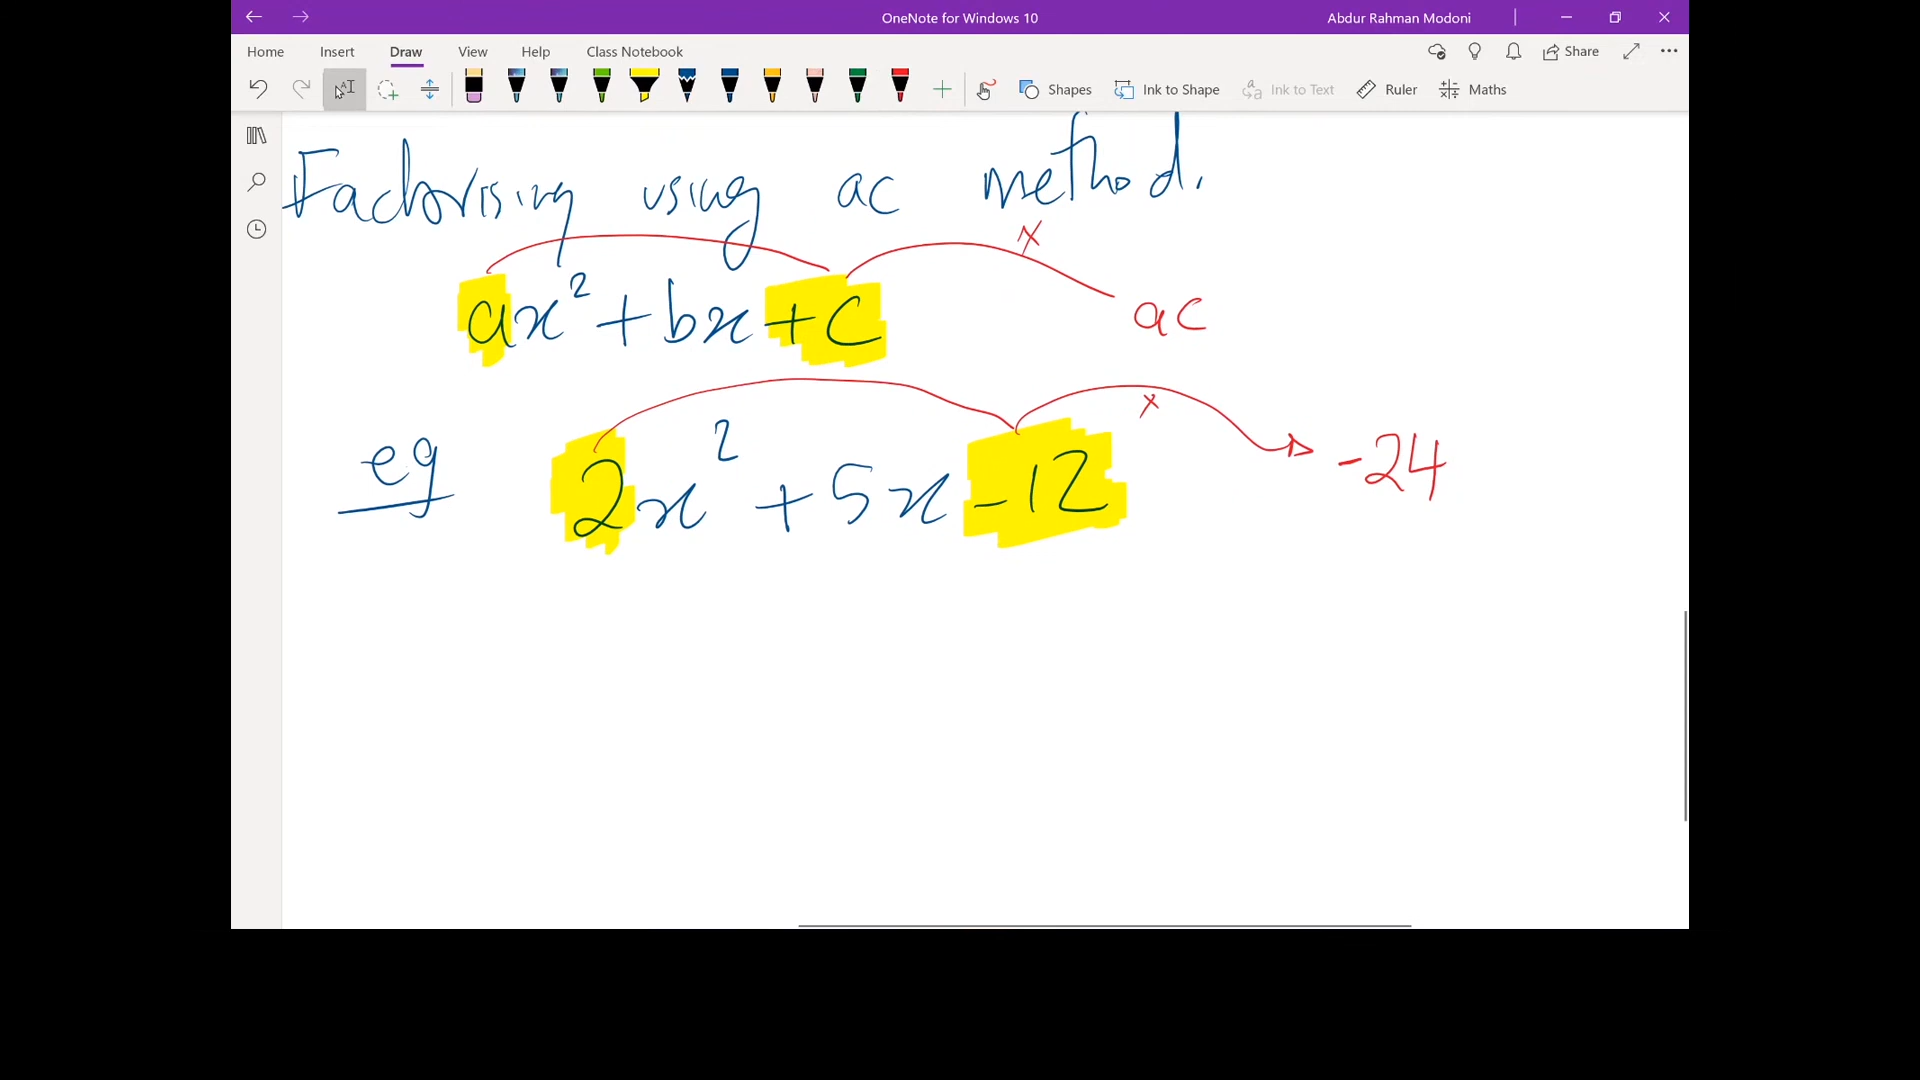 OneNote for Windows 10
Abdur Rahman Modoni
Home Insert Draw View Help Class Notebook
Share
Shapes Ink to Shape Ink to Text Ruler Maths
Factorising using ac method.
ax² + bx + c
× ac
eg 2x² + 5x - 12
× -24